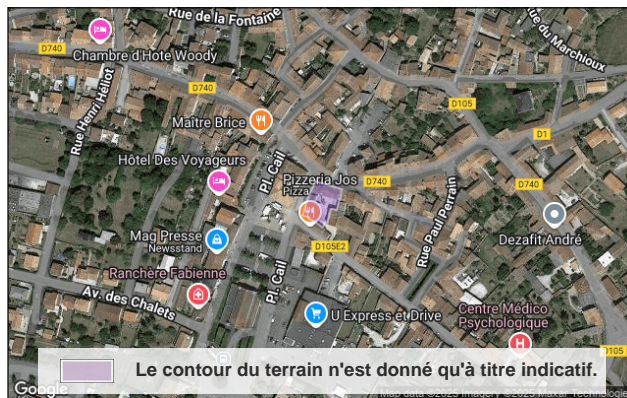 Rue de la Fontaine
Rue du Marchioux
D740
Chambre d'Hote Woody
D740
D105
Rue Henri Héliot
Maitre Brice
D1
Hôtel Des Voyageurs
Pl. Cail
Pizzeria Jos
Pizza
D740
Rue Paul Perrain
Mag Presse
Newsstand
D105E2
Dezafit André
Ranchère Fabienne
Pl. Cail
Av. des Chalets
U Express et Drive
Centre Médico
Psychologique
D105
Le contour du terrain n'est donné qu'à titre indicatif.
Google
Map data ©2025 Imagery ©2025 Maxar Technologies